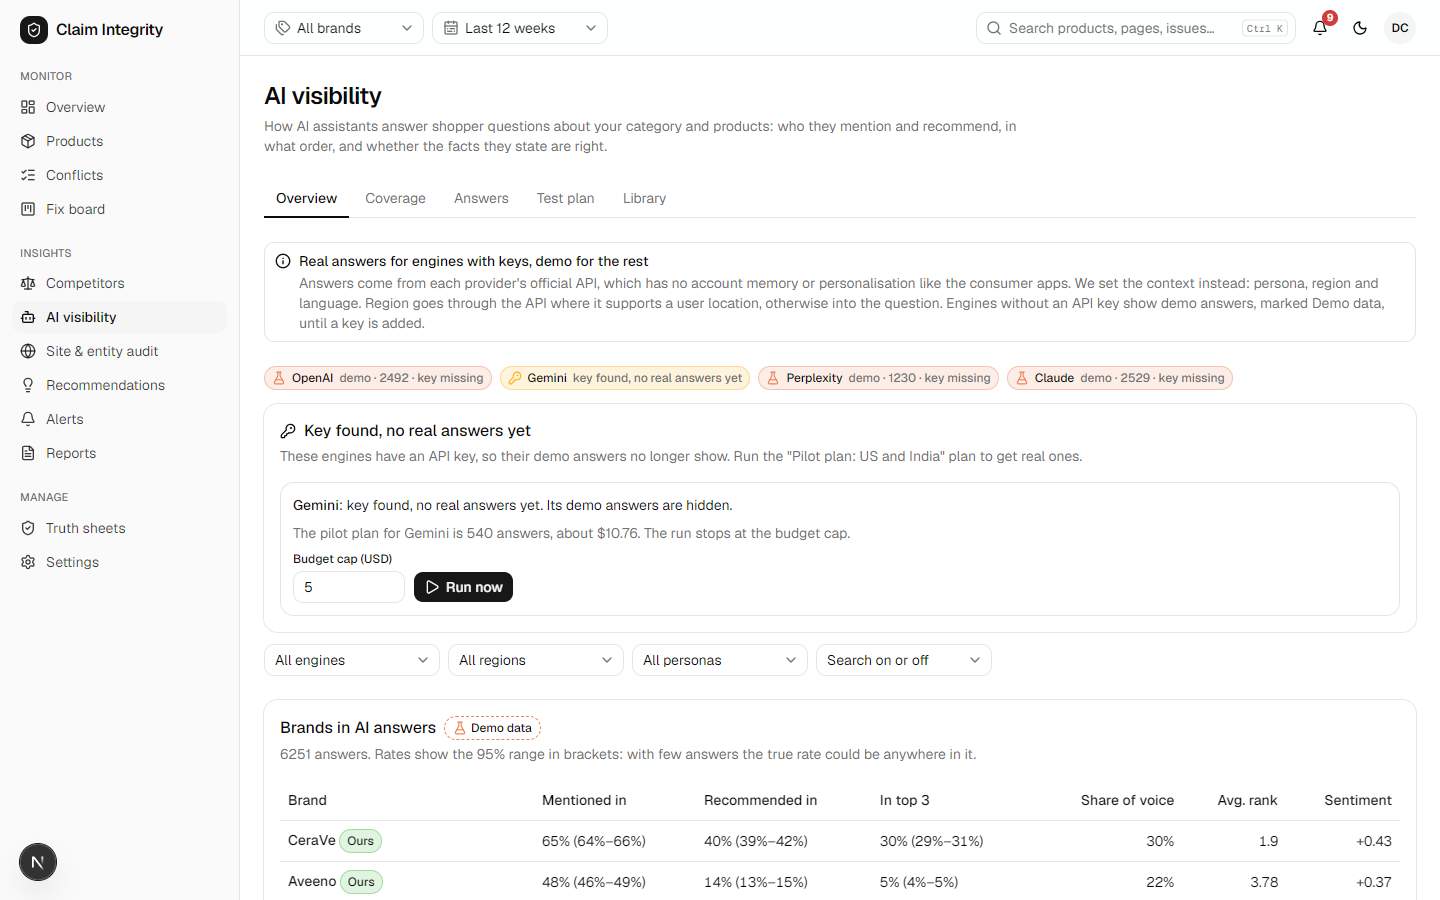 Claim Integrity
MONITOR
Overview
Products
Conflicts
Fix board
INSIGHTS
Competitors
AI visibility
Site & entity audit
Recommendations
Alerts
Reports
MANAGE
Truth sheets
Settings
N
All brands
Last 12 weeks
Search products, pages, issues...
Ctrl K
9
DC
AI visibility
How AI assistants answer shopper questions about your category and products: who they mention and recommend, in
what order, and whether the facts they state are right.
Overview Coverage Answers Test plan Library
Real answers for engines with keys, demo for the rest
Answers come from each provider's official API, which has no account memory or personalisation like the consumer apps. We set the context instead: persona, region and
language. Region goes through the API where it supports a user location, otherwise into the question. Engines without an API key show demo answers, marked Demo data,
until a key is added.
OpenAI demo · 2492 · key missing
Gemini key found, no real answers yet
Perplexity demo · 1230 · key missing
Claude demo · 2529 · key missing
Key found, no real answers yet
These engines have an API key, so their demo answers no longer show. Run the "Pilot plan: US and India" plan to get real ones.
Gemini: key found, no real answers yet. Its demo answers are hidden.
The pilot plan for Gemini is 540 answers, about $10.76. The run stops at the budget cap.
Budget cap (USD)
5
Run now
All engines
All regions
All personas
Search on or off
Brands in AI answers Demo data
6251 answers. Rates show the 95% range in brackets: with few answers the true rate could be anywhere in it.
Brand Mentioned in Recommended in In top 3 Share of voice Avg. rank Sentiment
CeraVe Ours 65% (64%–66%) 40% (39%–42%) 30% (29%–31%) 30% 1.9 +0.43
Aveeno Ours 48% (46%–49%) 14% (13%–15%) 5% (4%–5%) 22% 3.78 +0.37